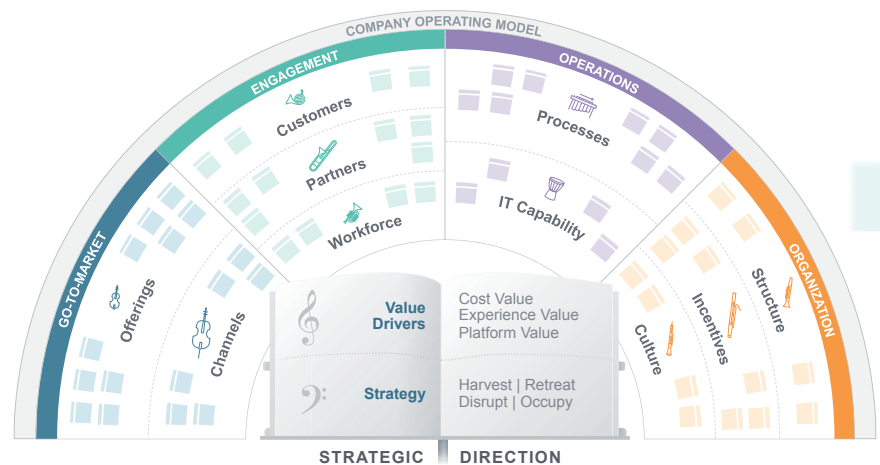 COMPANY OPERATING MODEL
ENGAGEMENT
OPERATIONS
GO-TO-MARKET
ORGANIZATION
Customers
Partners
Workforce
Processes
IT Capability
Offerings
Channels
Culture
Incentives
Structure
Value
Drivers
Cost Value
Experience Value
Platform Value
Strategy
Harvest | Retreat
Disrupt | Occupy
STRATEGIC DIRECTION